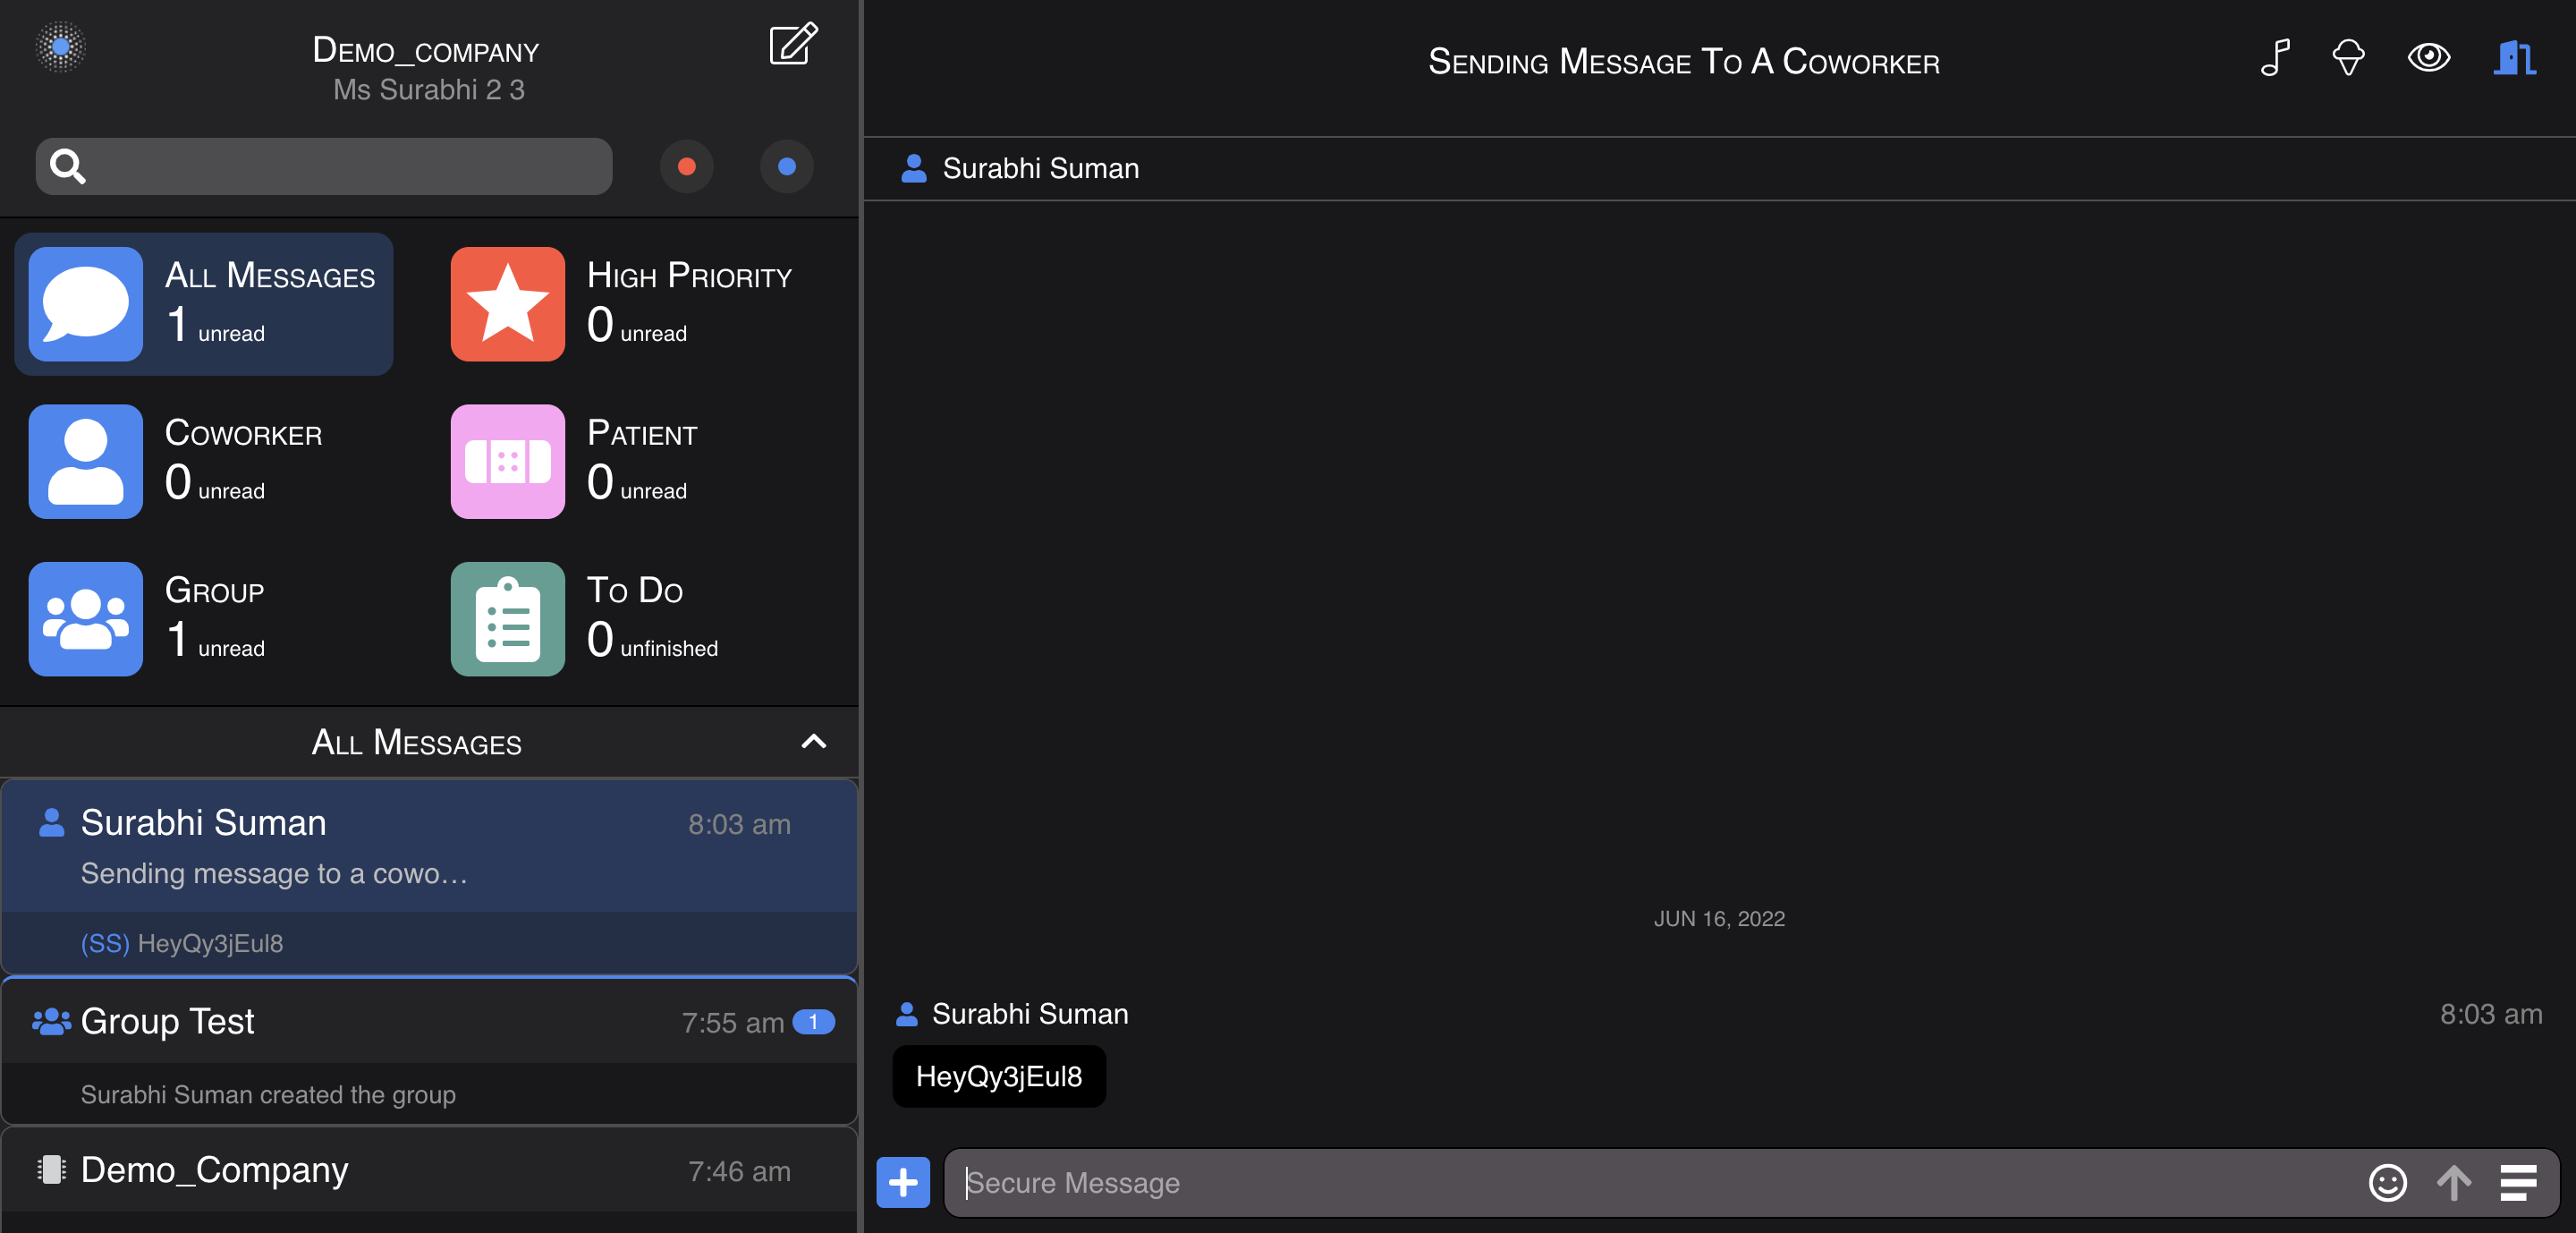 Demo_company
Ms Surabhi 2 3
All Messages
1 unread
High Priority
0 unread
Coworker
0 unread
Patient
0 unread
Group
1 unread
To Do
0 unfinished
All Messages
Surabhi Suman 8:03 am
Sending message to a cowo...
(SS) HeyQy3jEul8
Group Test 7:55 am 1
Surabhi Suman created the group
Demo_Company 7:46 am
Sending Message To A Coworker
Surabhi Suman
JUN 16, 2022
Surabhi Suman 8:03 am
HeyQy3jEul8
Secure Message